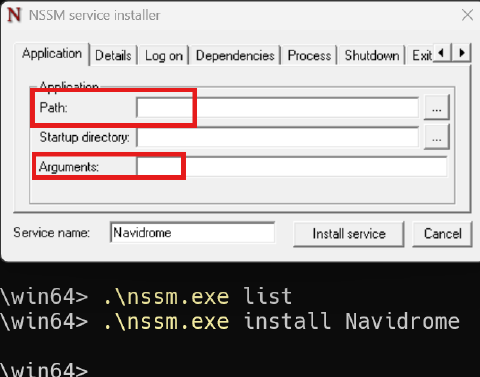 NSSM service installer
Application Details Log on Dependencies Process Shutdown Exit
Application
Path:
...
Startup directory:
...
Arguments:
Service name: Navidrome Install service Cancel
\win64> .\nssm.exe list
\win64> .\nssm.exe install Navidrome
\win64>